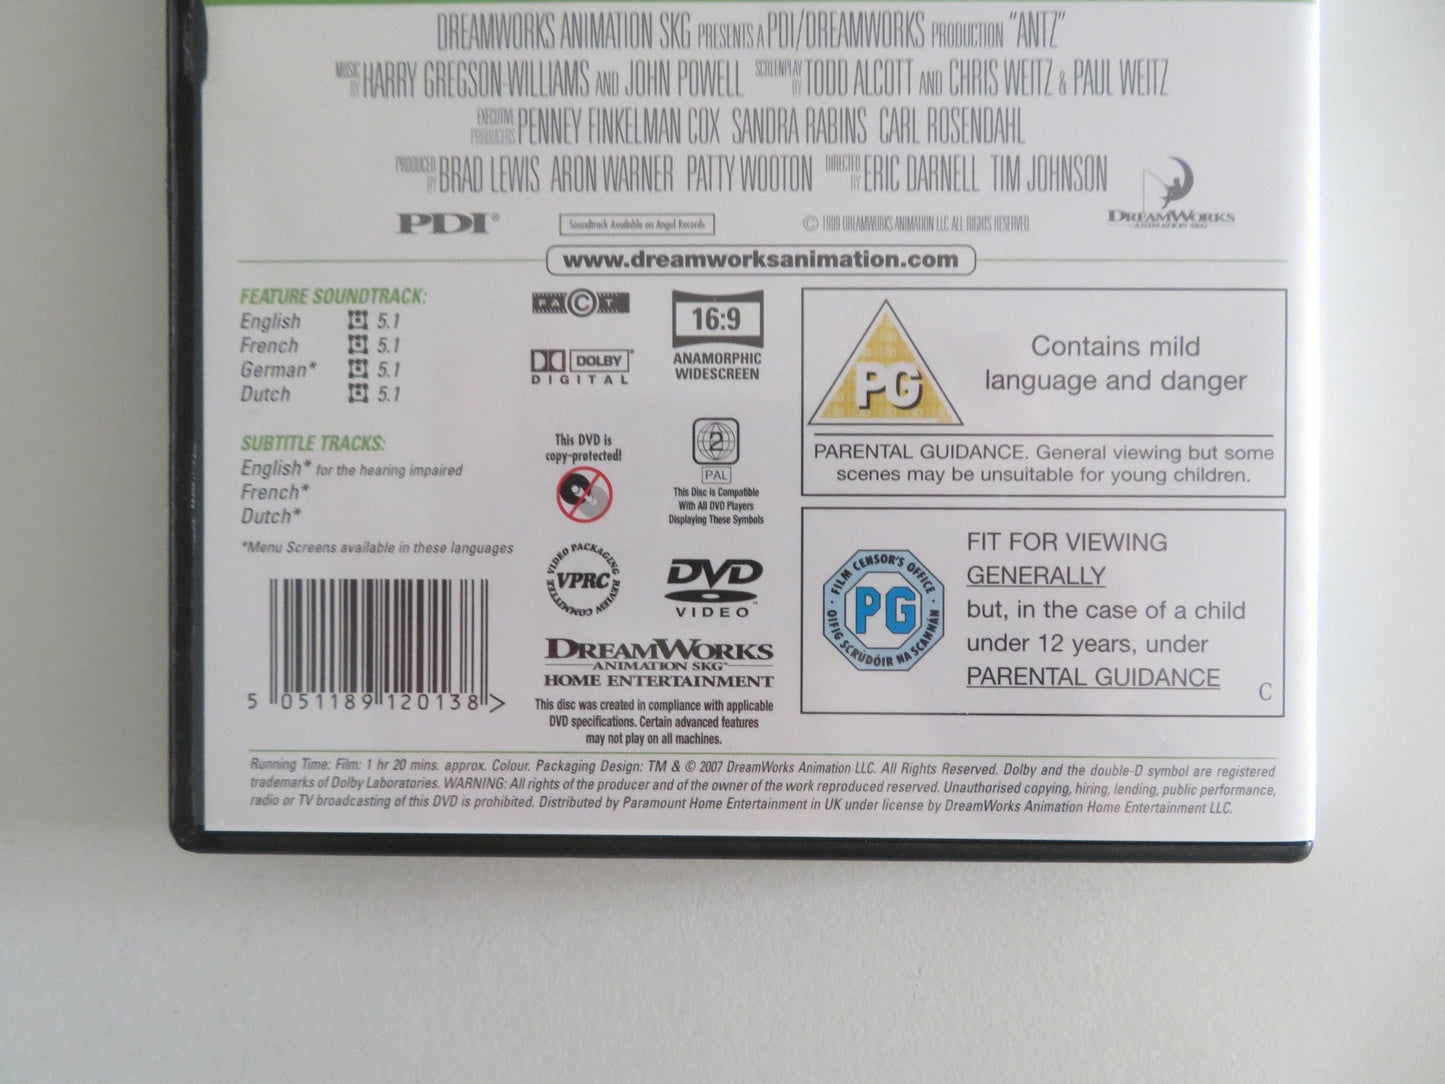 DREAMWORKS ANIMATION SKG PRESENTS A PDI/DREAMWORKS PRODUCTION "ANTZ"
MUSIC BY HARRY GREGSON-WILLIAMS AND JOHN POWELL SCREENPLAY BY TODD ALCOTT AND CHRIS WEITZ & PAUL WEITZ
EXECUTIVE PRODUCERS PENNEY FINKELMAN COX SANDRA RABINS CARL ROSENDAHL
PRODUCED BY BRAD LEWIS ARON WARNER PATTY WOOTON DIRECTED BY ERIC DARNELL TIM JOHNSON
PDI® Soundtrack Available on Angel Records © 1998 DREAMWORKS ANIMATION LLC. ALL RIGHTS RESERVED.
DREAMWORKS
ANIMATION SKG
www.dreamworksanimation.com
FEATURE SOUNDTRACK:
English 5.1
French 5.1
German* 5.1
Dutch 5.1
SUBTITLE TRACKS:
English* for the hearing impaired
French*
Dutch*
*Menu Screens available in these languages
5 051189 120138 >
FACT
DOLBY
DIGITAL
This DVD is
copy-protected!
VIDEO PACKAGING REVIEW COMMITTEE
VPRC
16:9
ANAMORPHIC
WIDESCREEN
2
PAL
This Disc is Compatible
With All DVD Players
Displaying These Symbols
DVD
VIDEO™
DREAMWORKS
ANIMATION SKG™
HOME ENTERTAINMENT
This disc was created in compliance with applicable
DVD specifications. Certain advanced features
may not play on all machines.
PG
Contains mild
language and danger
PARENTAL GUIDANCE. General viewing but some
scenes may be unsuitable for young children.
FILM CENSOR'S OFFICE
PG
OIFIG SCRÚDÓIR NA SCANNÁN
FIT FOR VIEWING
GENERALLY
but, in the case of a child
under 12 years, under
PARENTAL GUIDANCE
C
Running Time: Film: 1 hr 20 mins. approx. Colour. Packaging Design: TM & © 2007 DreamWorks Animation LLC. All Rights Reserved. Dolby and the double-D symbol are registered
trademarks of Dolby Laboratories. WARNING: All rights of the producer and of the owner of the work reproduced reserved. Unauthorised copying, hiring, lending, public performance,
radio or TV broadcasting of this DVD is prohibited. Distributed by Paramount Home Entertainment in UK under license by DreamWorks Animation Home Entertainment LLC.